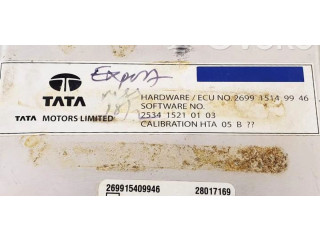 TATA
TATA MOTORS LIMITED
HARDWARE / ECU NO. 2699 1514 99 46
SOFTWARE NO.
2534 1521 01 03
CALIBRATION HTA 05 B ??
269915409946
28017169